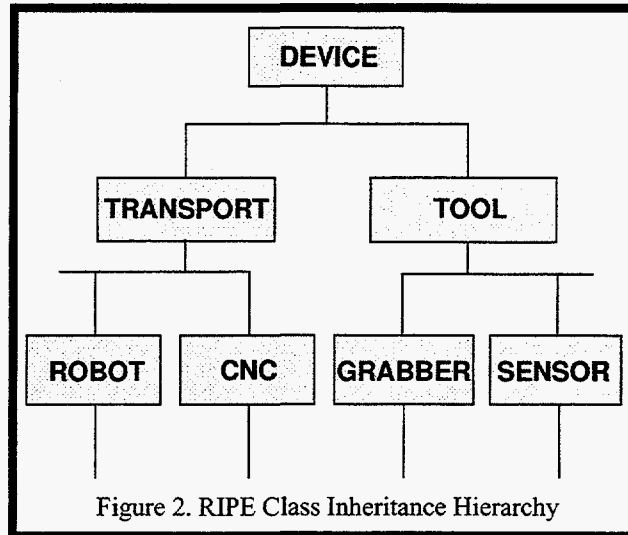 DEVICE
TRANSPORT TOOL
ROBOT CNC GRABBER SENSOR
Figure 2. RIPE Class Inheritance Hierarchy